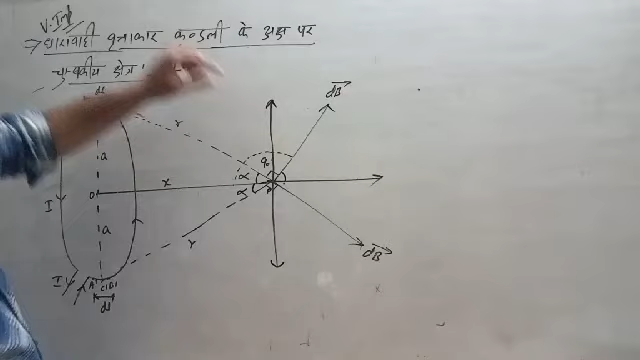 V. Imp
⇒ धारावाही वृत्ताकार कुण्डली के अक्ष पर
चुम्बकीय क्षेत्र
dl
dB
r
90
a
α
α
O
x
P
I
a
r
dB
I
A
B
dl